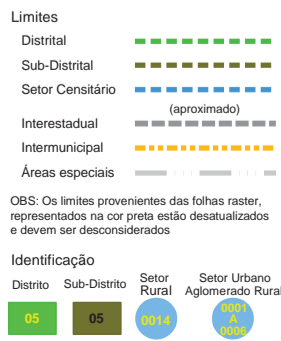 Limites
Distrital
Sub-Distrital
Setor Censitário
(aproximado)
Interestadual
Intermunicipal
Áreas especiais
OBS: Os limites provenientes das folhas raster,
representados na cor preta estão desatualizados
e devem ser desconsiderados
Identificação
Distrito
Sub-Distrito
Setor
Rural
Setor Urbano
Aglomerado Rural
05
05
0014
0001
A
0006